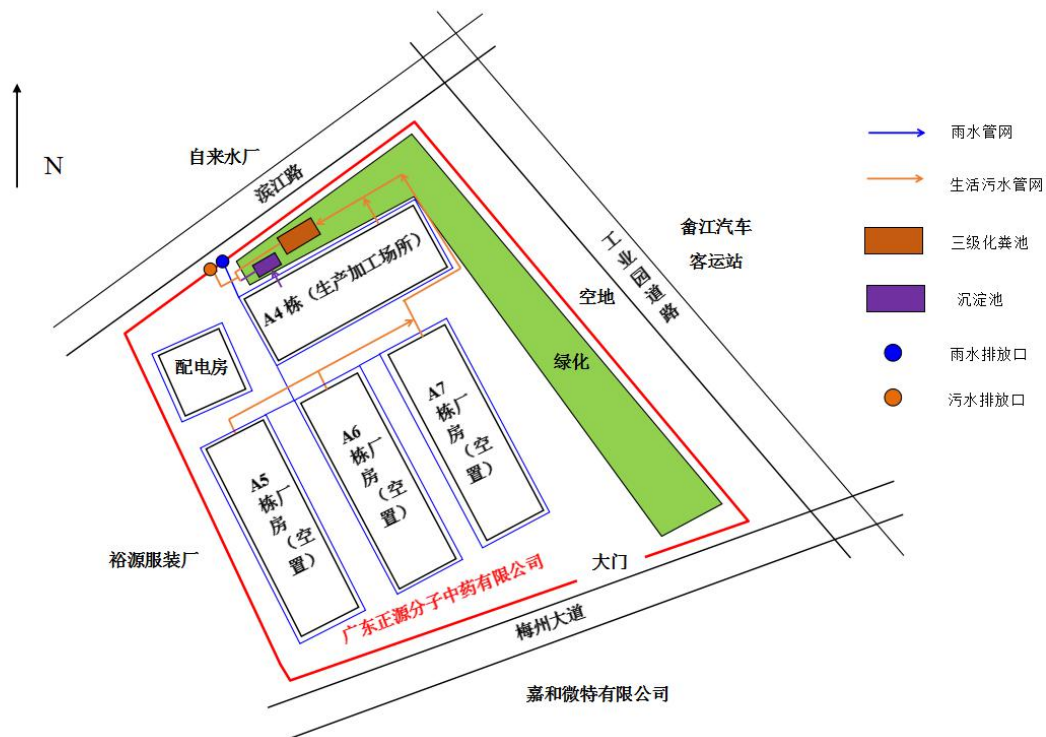 N
自来水厂
滨江路
畲江汽车
客运站
工业园道路
空地
绿化
A4 栋（生产加工场所）
配电房
A5
栋厂
房
（空
置）
A6
栋厂
房
（空
置）
A7
栋厂
房
（空
置）
裕源服装厂
广东正源分子中药有限公司
大门
梅州大道
嘉和微特有限公司
雨水管网
生活污水管网
三级化粪池
沉淀池
雨水排放口
污水排放口